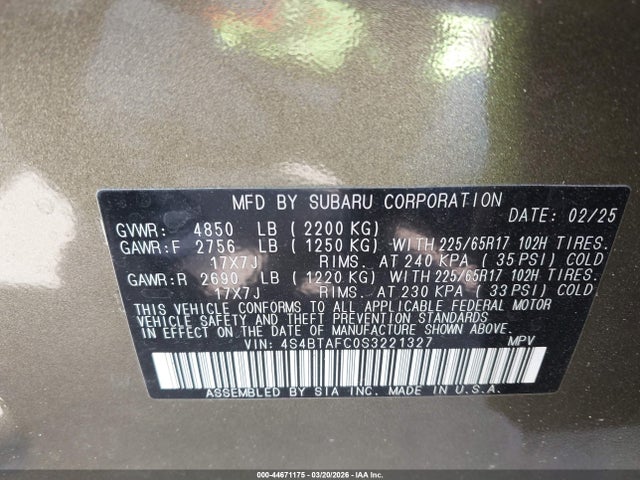 MFD BY SUBARU CORPORATION
DATE: 02/25
GVWR: 4850 LB ( 2200 KG)
GAWR:F 2756 LB ( 1250 KG) WITH 225/65R17 102H TIRES.
17X7J RIMS. AT 240 KPA ( 35 PSI) COLD
GAWR:R 2690 LB ( 1220 KG) WITH 225/65R17 102H TIRES.
17X7J RIMS. AT 230 KPA ( 33 PSI) COLD
THIS VEHICLE CONFORMS TO ALL APPLICABLE FEDERAL MOTOR
VEHICLE SAFETY AND THEFT PREVENTION STANDARDS
IN EFFECT ON THE DATE OF MANUFACTURE SHOWN ABOVE.
VIN: 4S4BTAFC0S3221327 MPV
ASSEMBLED BY SIA INC. MADE IN U.S.A.
000-44671175 | 03/20/2026 | IAA Inc.